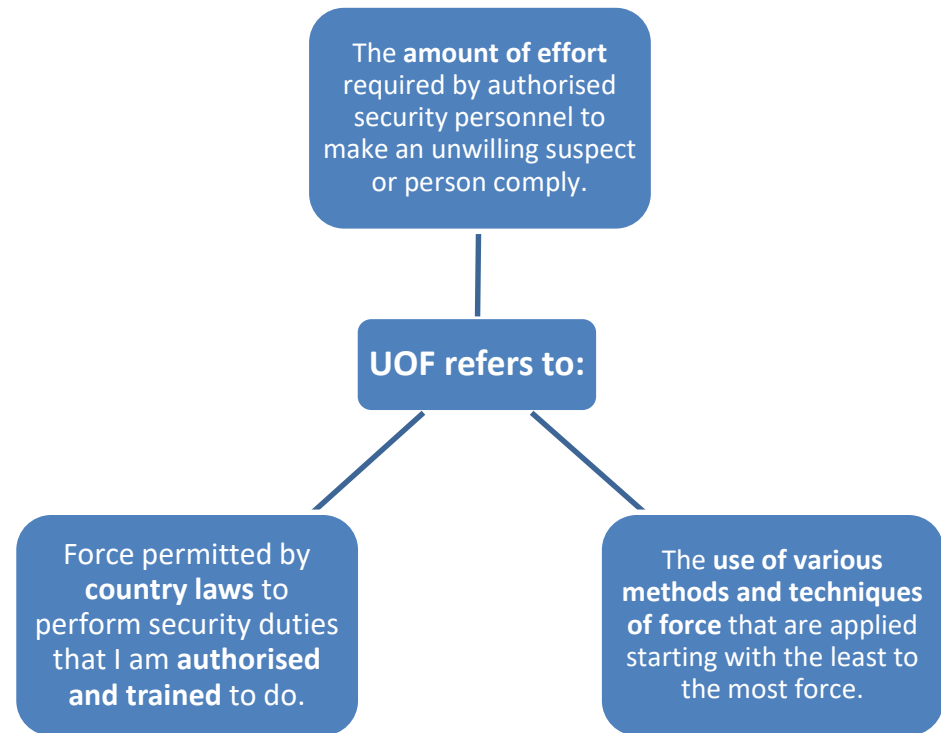 The amount of effort
required by authorised
security personnel to
make an unwilling suspect
or person comply.
UOF refers to:
Force permitted by
country laws to
perform security duties
that I am authorised
and trained to do.
The use of various
methods and techniques
of force that are applied
starting with the least to
the most force.